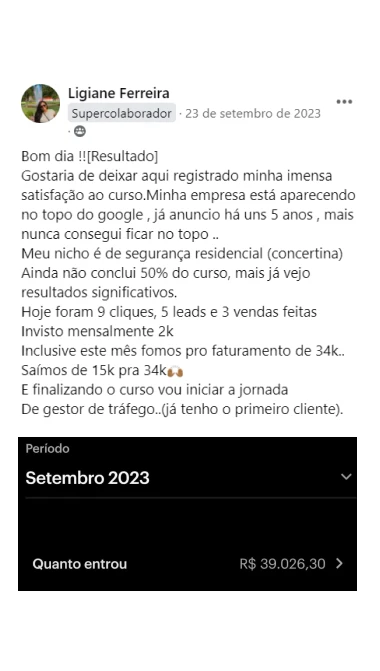 Ligiane Ferreira
Supercolaborador · 23 de setembro de 2023
·
Bom dia !![Resultado]
Gostaria de deixar aqui registrado minha imensa
satisfação ao curso.Minha empresa está aparecendo
no topo do google , já anuncio há uns 5 anos , mais
nunca consegui ficar no topo ..
Meu nicho é de segurança residencial (concertina)
Ainda não conclui 50% do curso, mais já vejo
resultados significativos.
Hoje foram 9 cliques, 5 leads e 3 vendas feitas
Invisto mensalmente 2k
Inclusive este mês fomos pro faturamento de 34k..
Saímos de 15k pra 34k🙌🏽
E finalizando o curso vou iniciar a jornada
De gestor de tráfego..(já tenho o primeiro cliente).
Período
Setembro 2023
Quanto entrou R$ 39.026,30